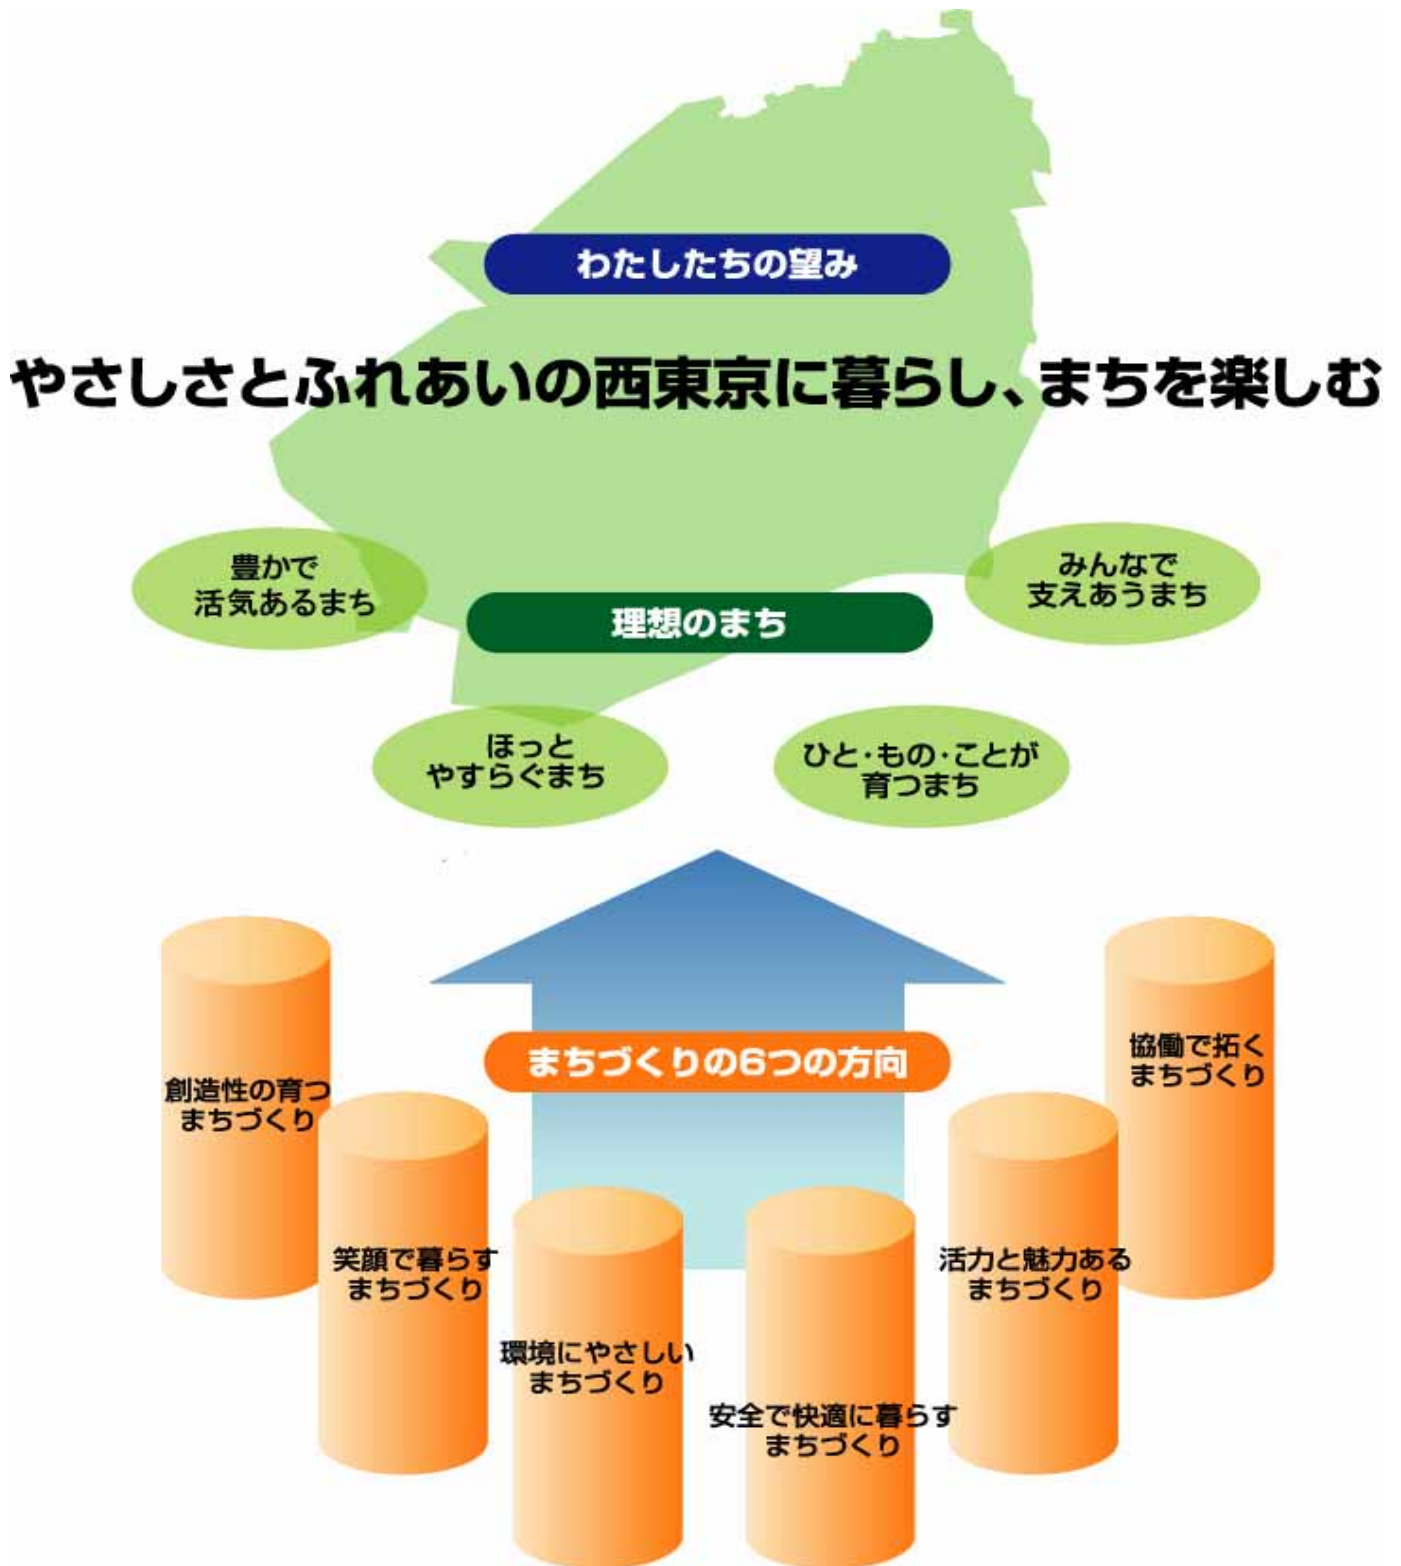 わたしたちの望み
やさしさとふれあいの西東京に暮らし、まちを楽しむ
豊かで
活気あるまち
みんなで
支えあうまち
理想のまち
ほっと
やすらぐまち
ひと・もの・ことが
育つまち
まちづくりの6つの方向
創造性の育つ
まちづくり
笑顔で暮らす
まちづくり
環境にやさしい
まちづくり
安全で快適に暮らす
まちづくり
活力と魅力ある
まちづくり
協働で拓く
まちづくり